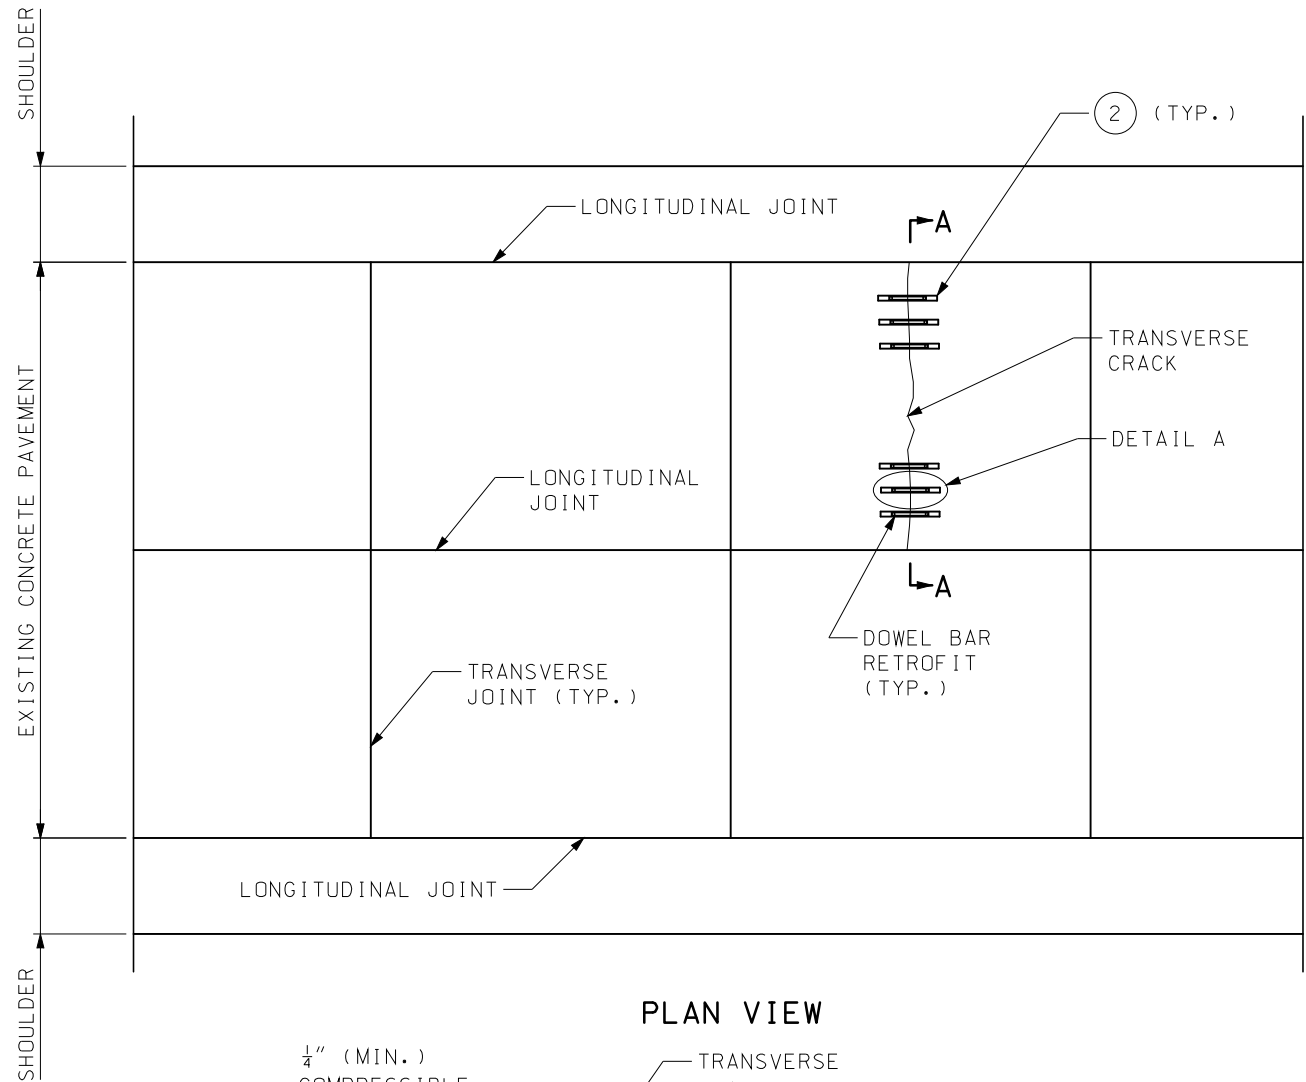 SHOULDER
2 (TYP.)
LONGITUDINAL JOINT
A
TRANSVERSE
CRACK
EXISTING CONCRETE PAVEMENT
DETAIL A
LONGITUDINAL
JOINT
A
DOWEL BAR
RETROFIT
(TYP.)
TRANSVERSE
JOINT (TYP.)
LONGITUDINAL JOINT
SHOULDER
PLAN VIEW
1/4" (MIN.)
COMPRESSIBLE
TRANSVERSE